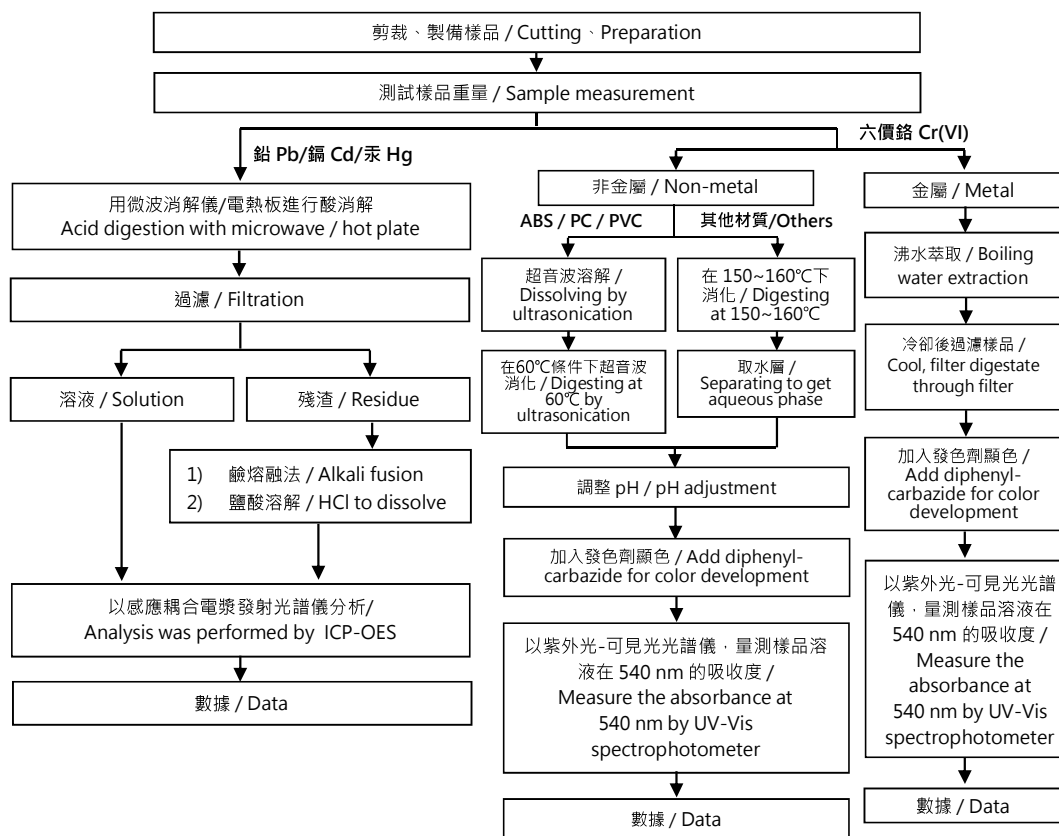 剪裁、製備樣品 / Cutting、Preparation
測試樣品重量 / Sample measurement
鉛 Pb/鎘 Cd/汞 Hg
六價鉻 Cr(VI)
用微波消解儀/電熱板進行酸消解
Acid digestion with microwave / hot plate
過濾 / Filtration
溶液 / Solution
殘渣 / Residue
1) 鹼熔融法 / Alkali fusion
2) 鹽酸溶解 / HCl to dissolve
以感應耦合電漿發射光譜儀分析/
Analysis was performed by ICP-OES
數據 / Data
非金屬 / Non-metal
ABS / PC / PVC
其他材質/Others
超音波溶解 /
Dissolving by
ultrasonication
在 150~160℃下
消化 / Digesting
at 150~160℃
在60℃條件下超音波
消化 / Digesting at
60℃ by
ultrasonication
取水層 /
Separating to get
aqueous phase
調整 pH / pH adjustment
加入發色劑顯色 / Add diphenyl-
carbazide for color development
以紫外光-可見光光譜儀，量測樣品溶
液在 540 nm 的吸收度 /
Measure the absorbance at
540 nm by UV-Vis
spectrophotometer
數據 / Data
金屬 / Metal
沸水萃取 / Boiling
water extraction
冷卻後過濾樣品 /
Cool, filter digestate
through filter
加入發色劑顯色 /
Add diphenyl-
carbazide for color
development
以紫外光-可見光光譜
儀，量測樣品溶液在
540 nm 的吸收度 /
Measure the
absorbance at
540 nm by UV-Vis
spectrophotometer
數據 / Data